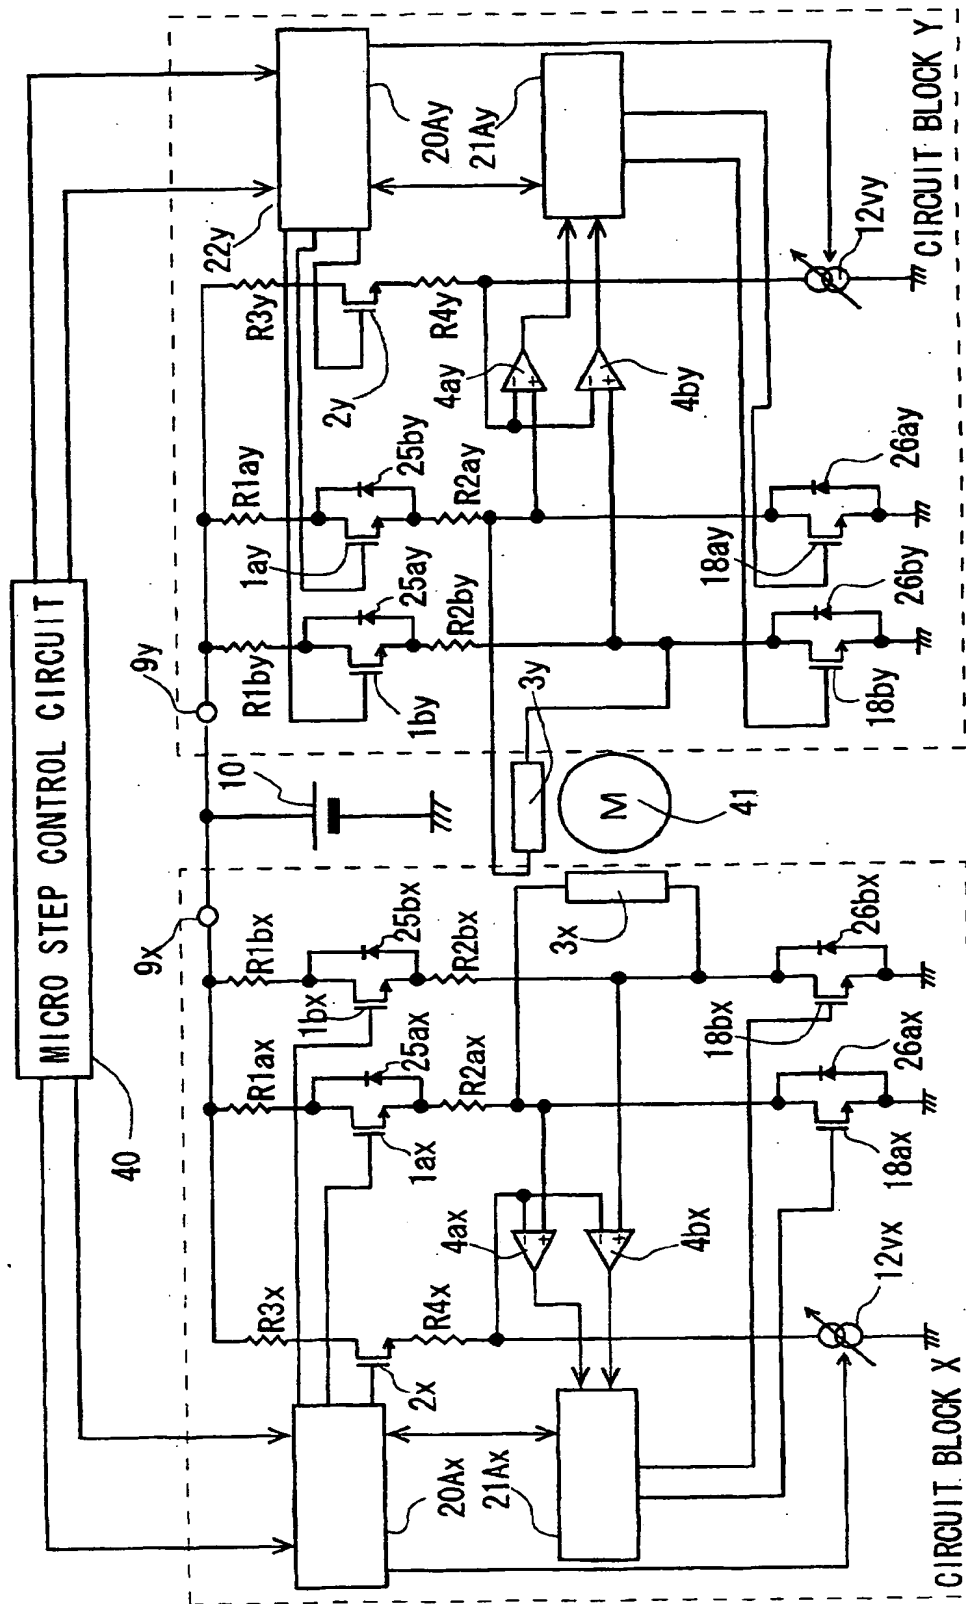 MICRO STEP CONTROL CIRCUIT
40
9x
9y
10
R3x
R1ax
R1bx
R1by
R1ay
R3y
22y
2x
1ax
25ax
1bx
25bx
1by
25ay
1ay
25by
2y
20Ax
20Ay
R4x
R2ax
R2bx
R2by
R2ay
R4y
21Ax
21Ay
4ax
4bx
4ay
4by
-
+
-
+
-
+
-
+
3x
3y
M
41
12vx
18ax
26ax
18bx
26bx
18by
26by
18ay
26ay
12vy
CIRCUIT BLOCK X
CIRCUIT BLOCK Y